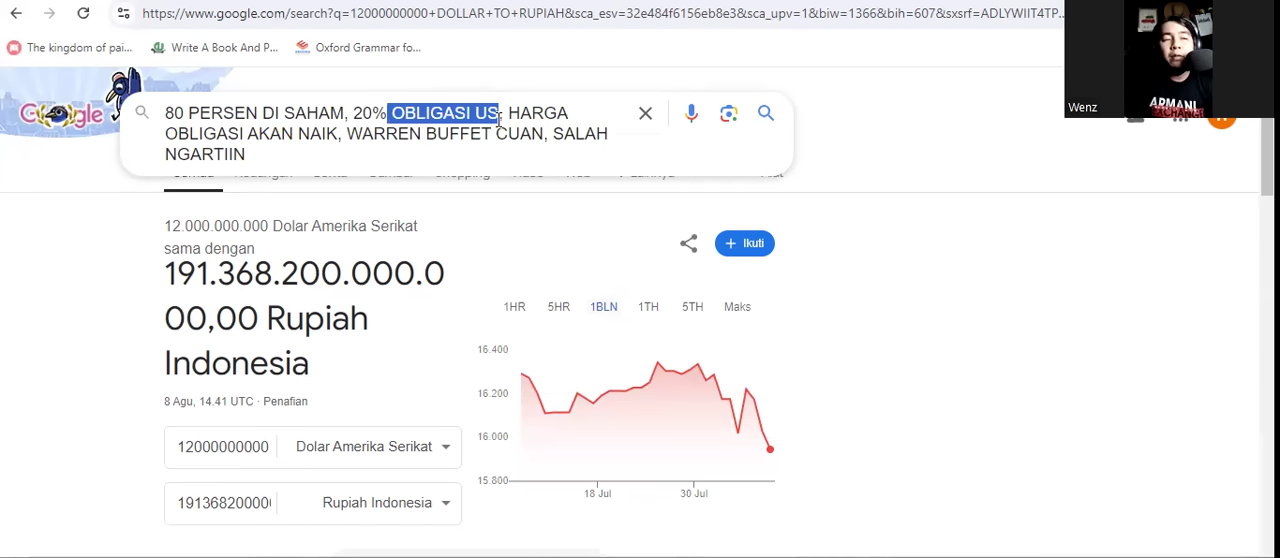 https://www.google.com/search?q=12000000000+DOLLAR+TO+RUPIAH&sca_esv=32e484f6156eb8e3&sca_upv=1&biw=1366&bih=607&sxsrf=ADLYWIIT4TP...
The kingdom of pai...
Write A Book And P...
Oxford Grammar fo...
Wenz
ARMANI
EXCHANGE
Google
80 PERSEN DI SAHAM, 20% OBLIGASI US; HARGA
OBLIGASI AKAN NAIK, WARREN BUFFET CUAN, SALAH
NGARTIIN
12.000.000.000 Dolar Amerika Serikat
sama dengan
191.368.200.000.0
00,00 Rupiah
Indonesia
8 Agu, 14.41 UTC · Penafian
12000000000
Dolar Amerika Serikat
19136820000
Rupiah Indonesia
+ Ikuti
1HR
5HR
1BLN
1TH
5TH
Maks
16.400
16.200
16.000
15.800
18 Jul
30 Jul